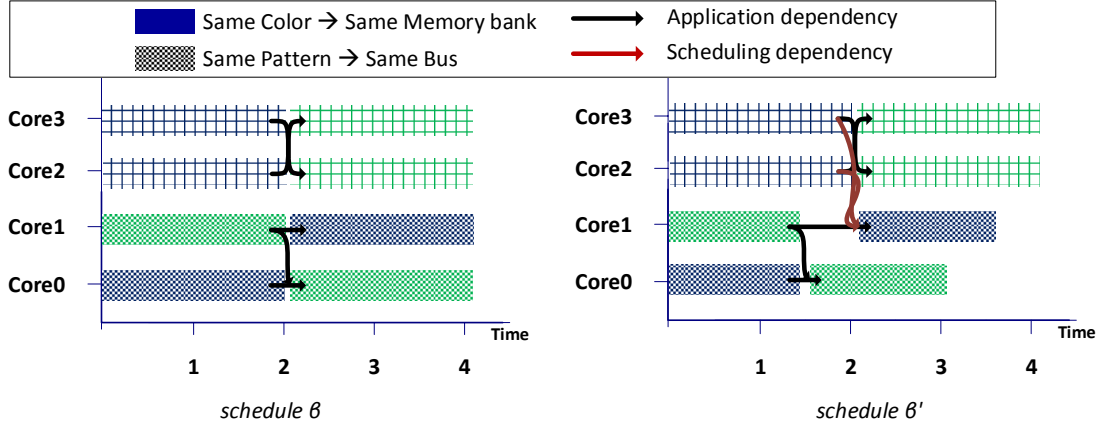 Same Color → Same Memory bank
Application dependency
Same Pattern → Same Bus
Scheduling dependency
Core3
Core2
Core1
Core0
Time
1 2 3 4
schedule β
Core3
Core2
Core1
Core0
Time
1 2 3 4
schedule β'